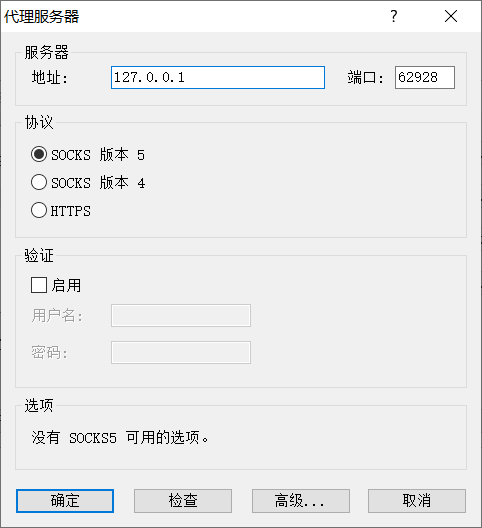 代理服务器
?
服务器
地址: 127.0.0.1 端口: 62928
协议
SOCKS 版本 5
SOCKS 版本 4
HTTPS
验证
启用
用户名:
密码:
选项
没有 SOCKS5 可用的选项。
确定 检查 高级... 取消